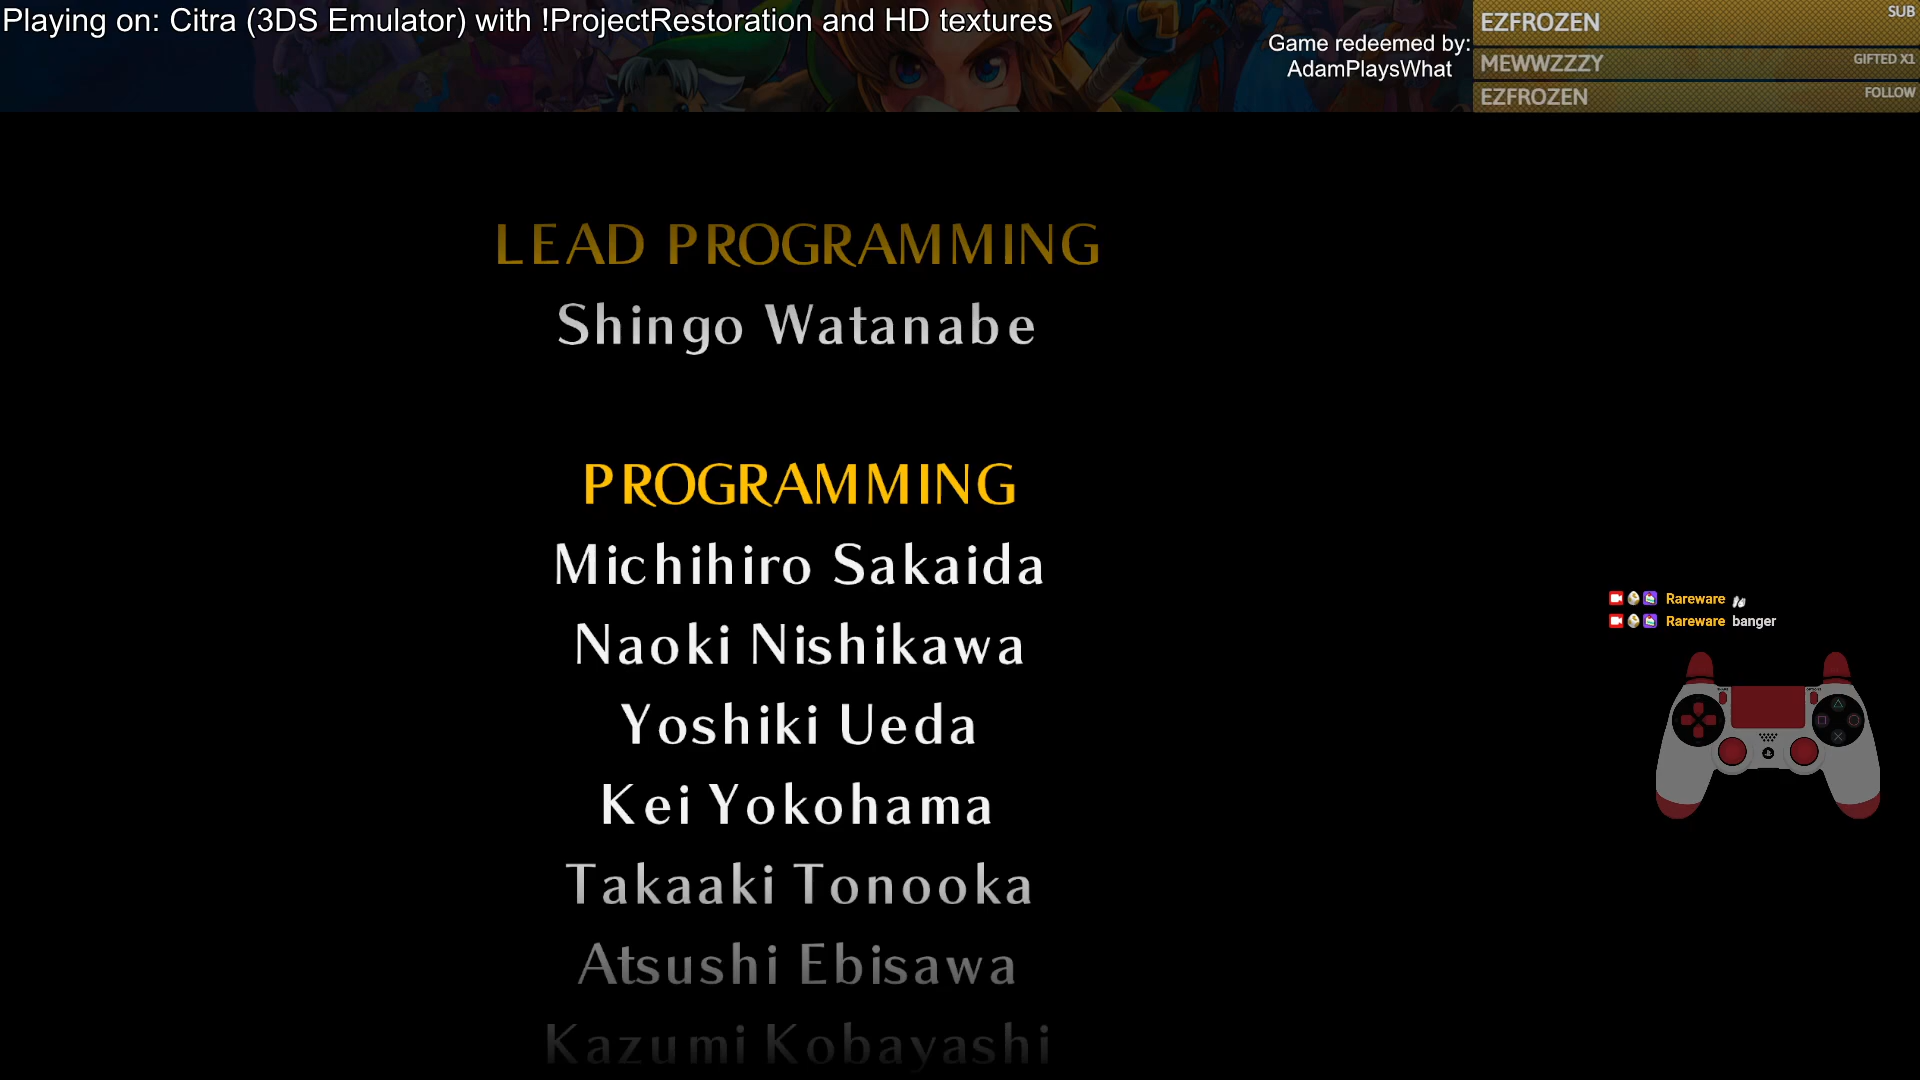 Playing on: Citra (3DS Emulator) with !ProjectRestoration and HD textures
Game redeemed by:
AdamPlaysWhat
EZFROZEN SUB
MEWWZZZY GIFTED X1
EZFROZEN FOLLOW
LEAD PROGRAMMING
Shingo Watanabe
PROGRAMMING
Michihiro Sakaida
Naoki Nishikawa
Yoshiki Ueda
Kei Yokohama
Takaaki Tonooka
Atsushi Ebisawa
Kazumi Kobayashi
Rareware
Rareware banger